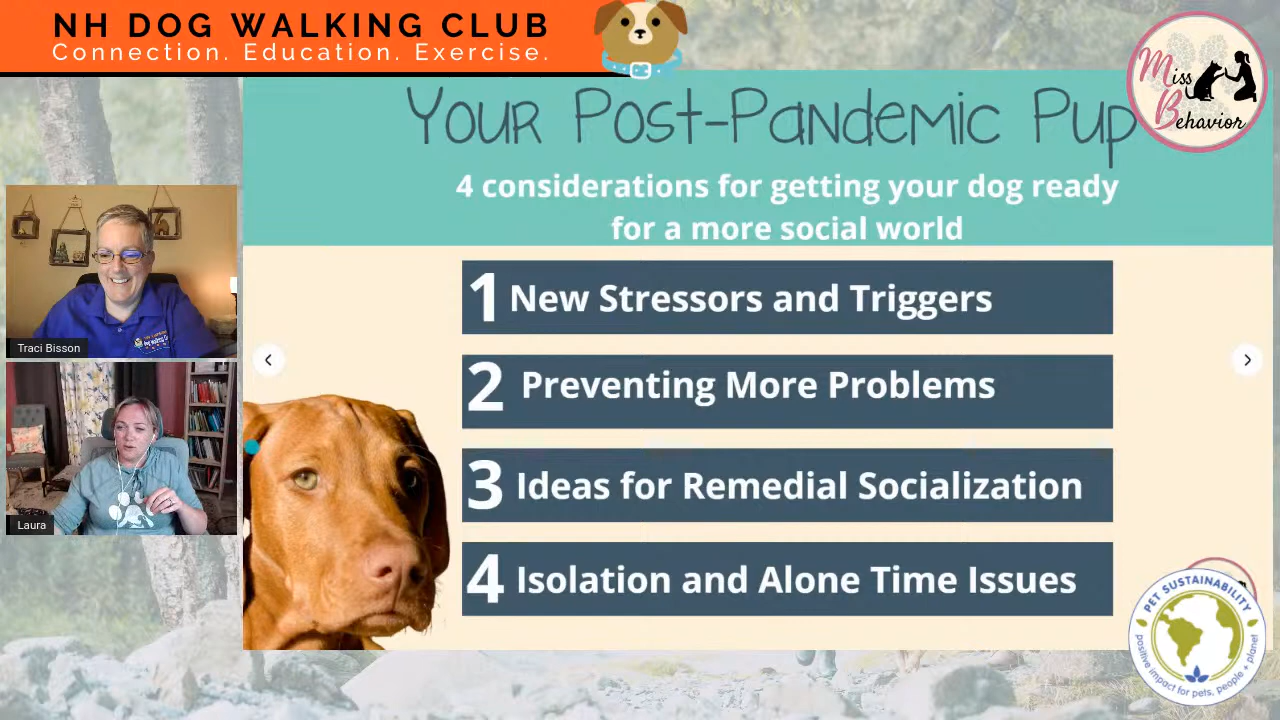 NH DOG WALKING CLUB
Connection. Education. Exercise.
Miss
Behavior
Your Post-Pandemic Pup
4 considerations for getting your dog ready
for a more social world
1 New Stressors and Triggers
2 Preventing More Problems
3 Ideas for Remedial Socialization
4 Isolation and Alone Time Issues
Traci Bisson
Laura
PET SUSTAINABILITY
positive impact for pets, people + planet